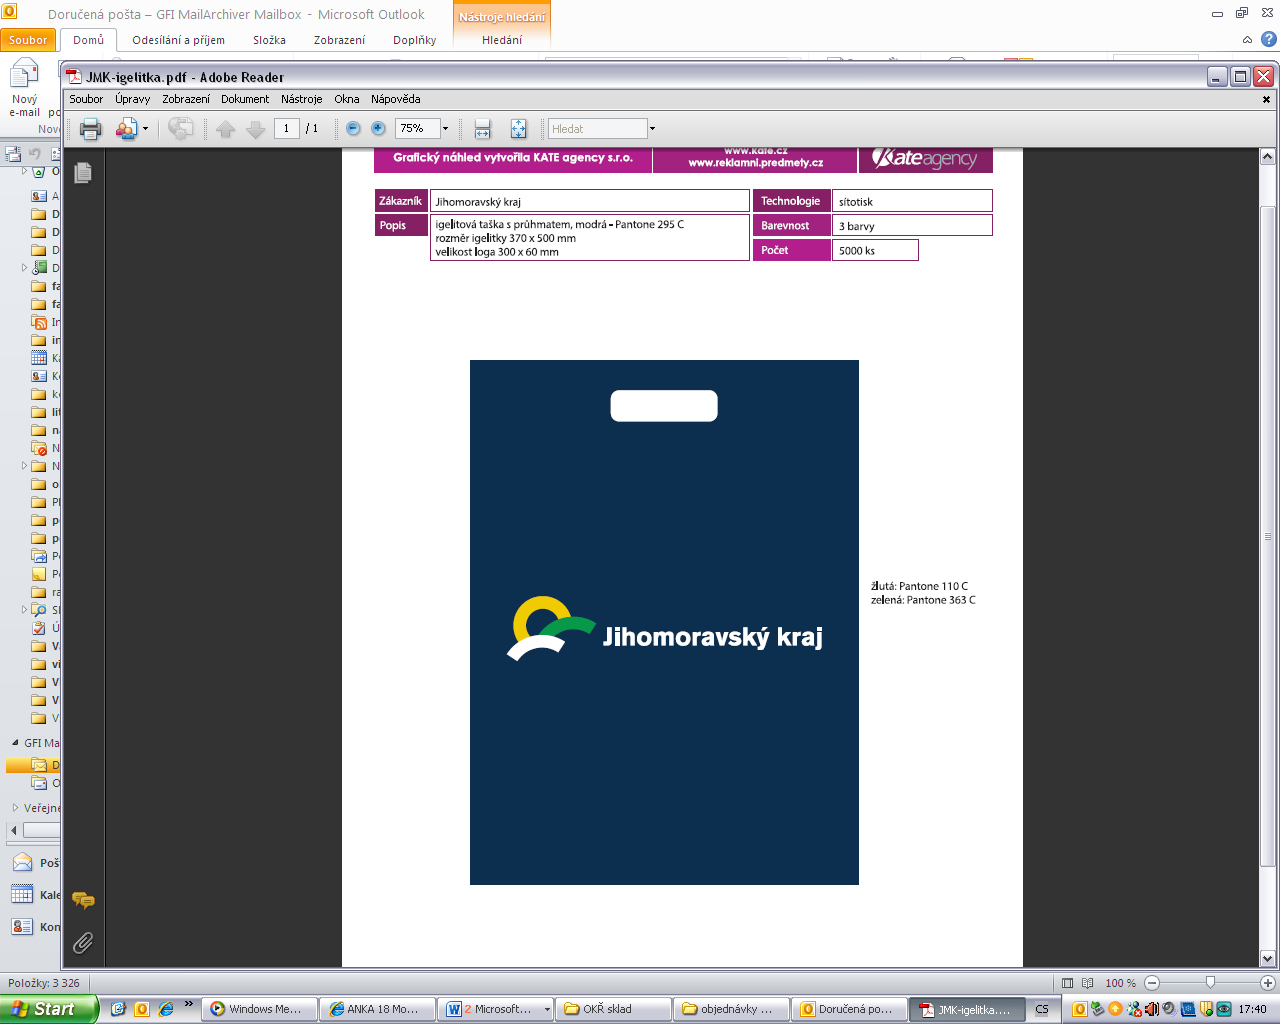 Doručená pošta – GFI MailArchiver Mailbox - Microsoft Outlook
Nástroje hledání
Soubor Domů Odesílání a příjem Složka Zobrazení Doplňky Hledání
Nový
e-mail
JMK-igelitka.pdf - Adobe Reader
Soubor Úpravy Zobrazení Dokument Nástroje Okna Nápověda
1 / 1 75% Hledat
Grafický náhled vytvořila KATE agency s.r.o.
www.kate.cz
www.reklamni.predmety.cz
Kate agency
Zákazník Jihomoravský kraj
Popis igelitová taška s průhmatem, modrá - Pantone 295 C
rozměr igelitky 370 x 500 mm
velikost loga 300 x 60 mm
Technologie sítotisk
Barevnost 3 barvy
Počet 5000 ks
žlutá: Pantone 110 C
zelená: Pantone 363 C
Jihomoravský kraj
GFI Ma
Veřejné
Poš
Kale
Kon
Položky: 3 326
100 %
Start Windows Me... ANKA 18 Mo... 2 Microsoft... OKŘ sklad objednávky ... Doručená po... JMK-igelitka.... CS 17:40